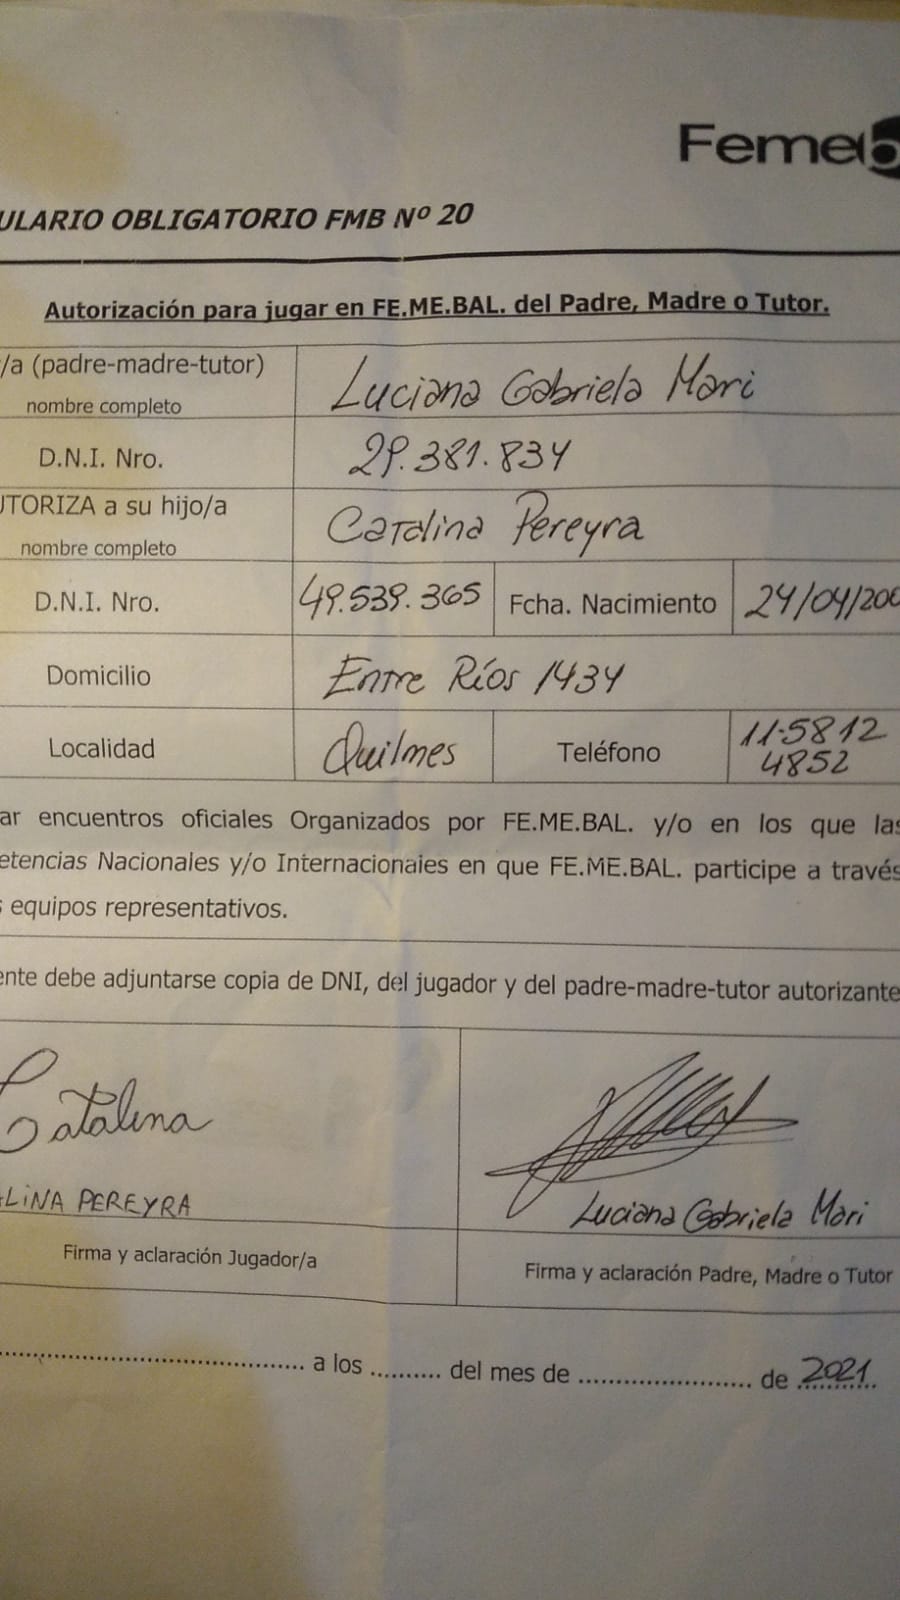 Femeb
ULARIO OBLIGATORIO FMB Nº 20
Autorización para jugar en FE.ME.BAL. del Padre, Madre o Tutor.
/a (padre-madre-tutor)
nombre completo
Luciana Gabriela Mari
D.N.I. Nro.
29.381.834
UTORIZA a su hijo/a
nombre completo
Catalina Pereyra
D.N.I. Nro.
49.539.365
Fcha. Nacimiento
24/04/200
Domicilio
Entre Ríos 1434
Localidad
Quilmes
Teléfono
11-5812
4852
ar encuentros oficiales Organizados por FE.ME.BAL. y/o en los que las
etencias Nacionales y/o Internacionales en que FE.ME.BAL. participe a través
s equipos representativos.
ente debe adjuntarse copia de DNI, del jugador y del padre-madre-tutor autorizante
Catalina
ALINA PEREYRA
Luciana Gabriela Mari
Firma y aclaración Jugador/a
Firma y aclaración Padre, Madre o Tutor
.............................................. a los .......... del mes de ......................... de 2021